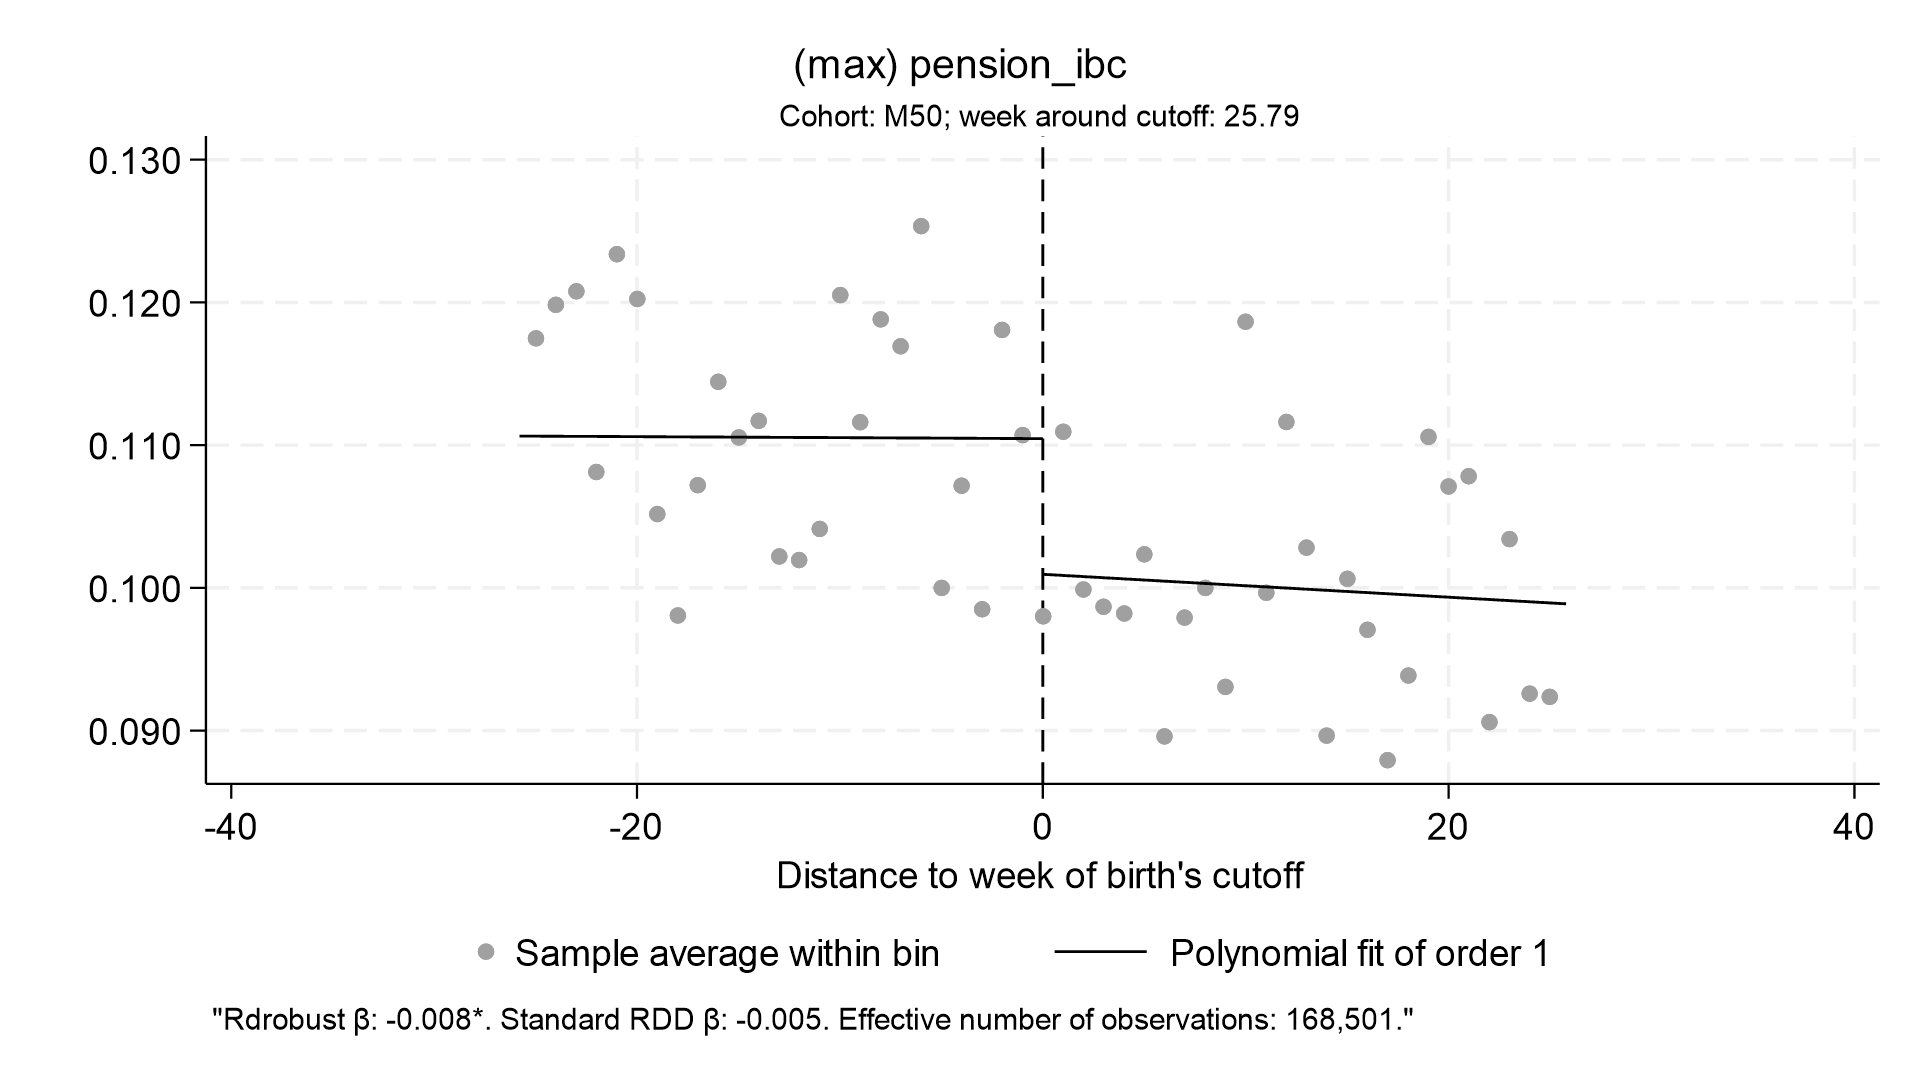 (max) pension_ibc
Cohort: M50; week around cutoff: 25.79
0.130
0.120
0.110
0.100
0.090
-40 -20 0 20 40
Distance to week of birth's cutoff
Sample average within bin Polynomial fit of order 1
"Rdrobust β: -0.008*. Standard RDD β: -0.005. Effective number of observations: 168,501."